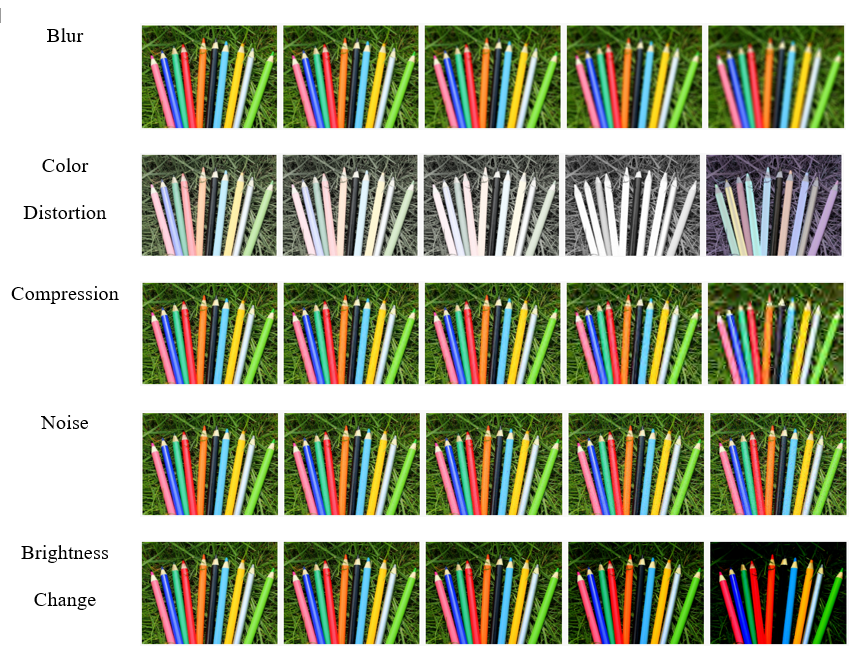 Blur
Color
Distortion
Compression
Noise
Brightness
Change